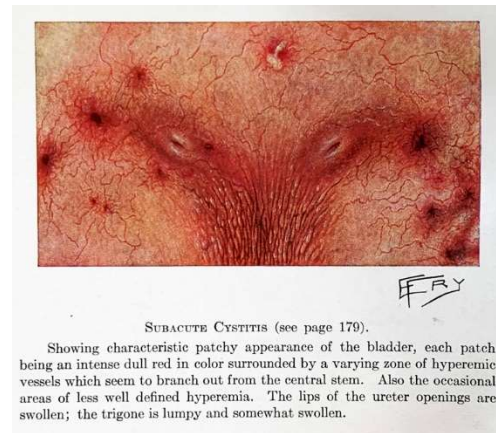 SUBACUTE CYSTITIS (see page 179).
Showing characteristic patchy appearance of the bladder, each patch
being an intense dull red in color surrounded by a varying zone of hyperemic
vessels which seem to branch out from the central stem. Also the occasional
areas of less well defined hyperemia. The lips of the ureter openings are
swollen; the trigone is lumpy and somewhat swollen.